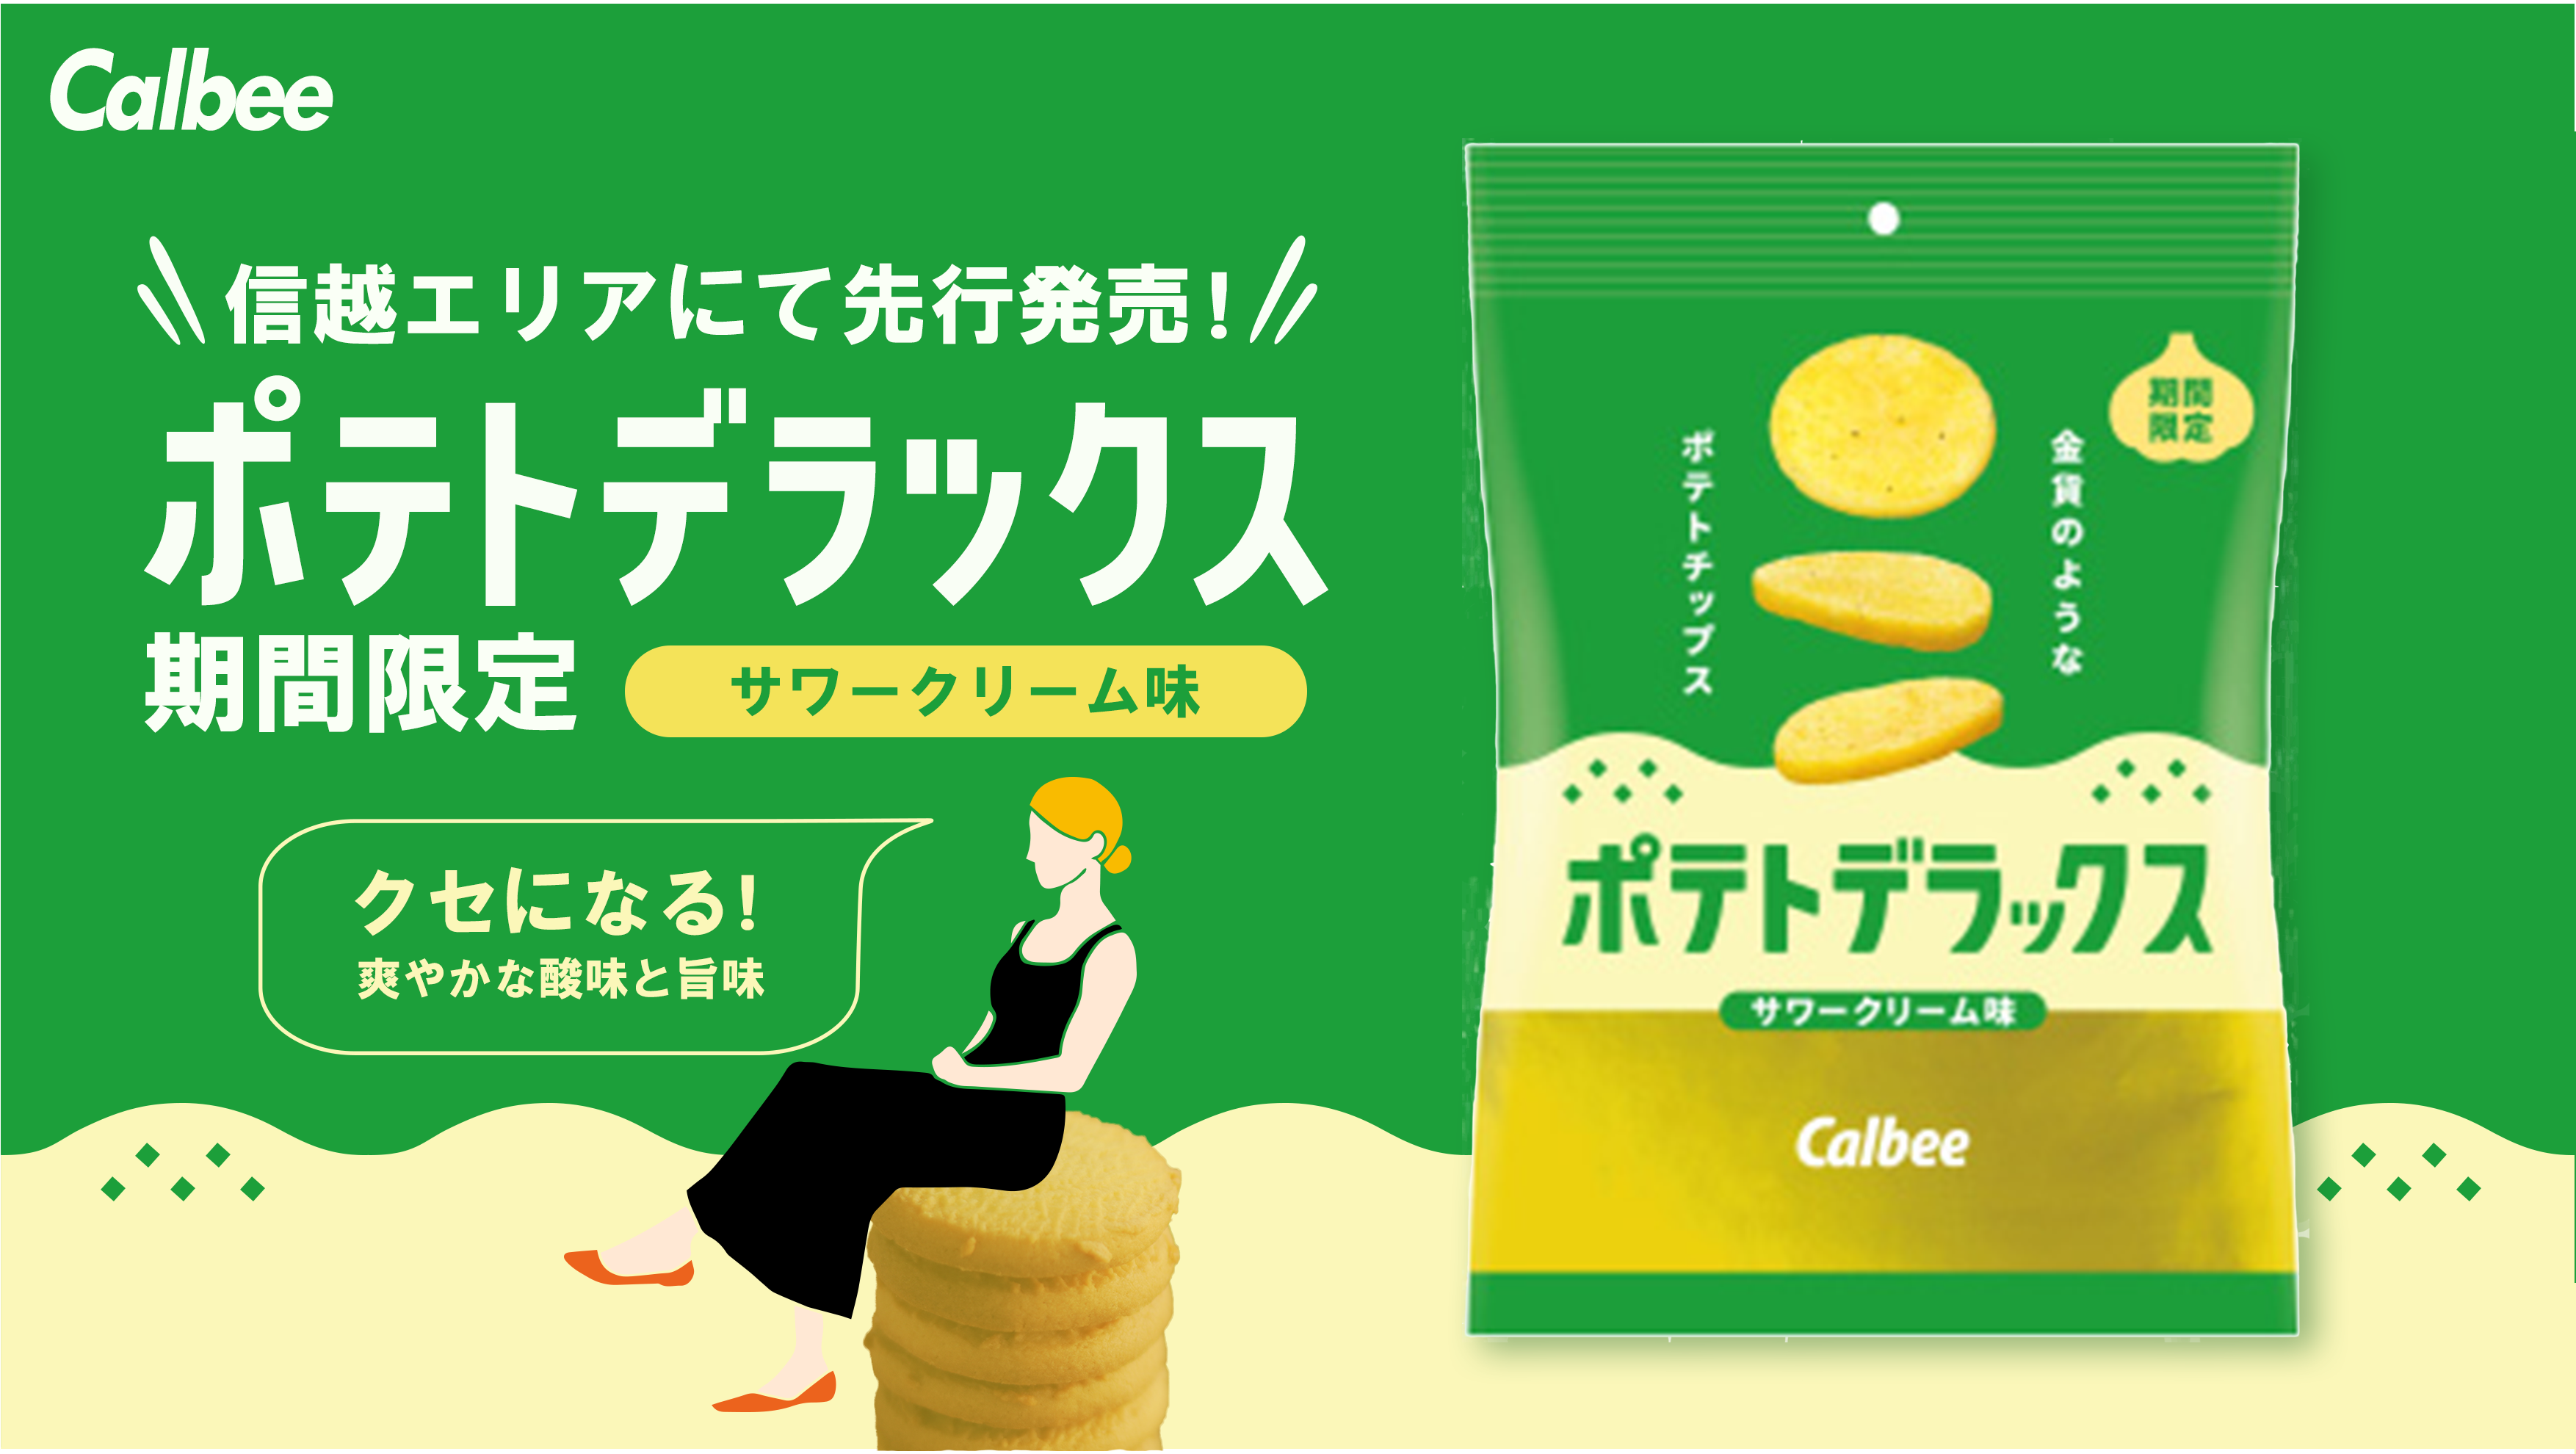 Calbee
信越エリアにて先行発売!
ポテトデラックス
期間限定
サワークリーム味
クセになる!
爽やかな酸味と旨味
期間
限定
金貨のような
ポテトチップス
ポテトデラックス
サワークリーム味
Calbee